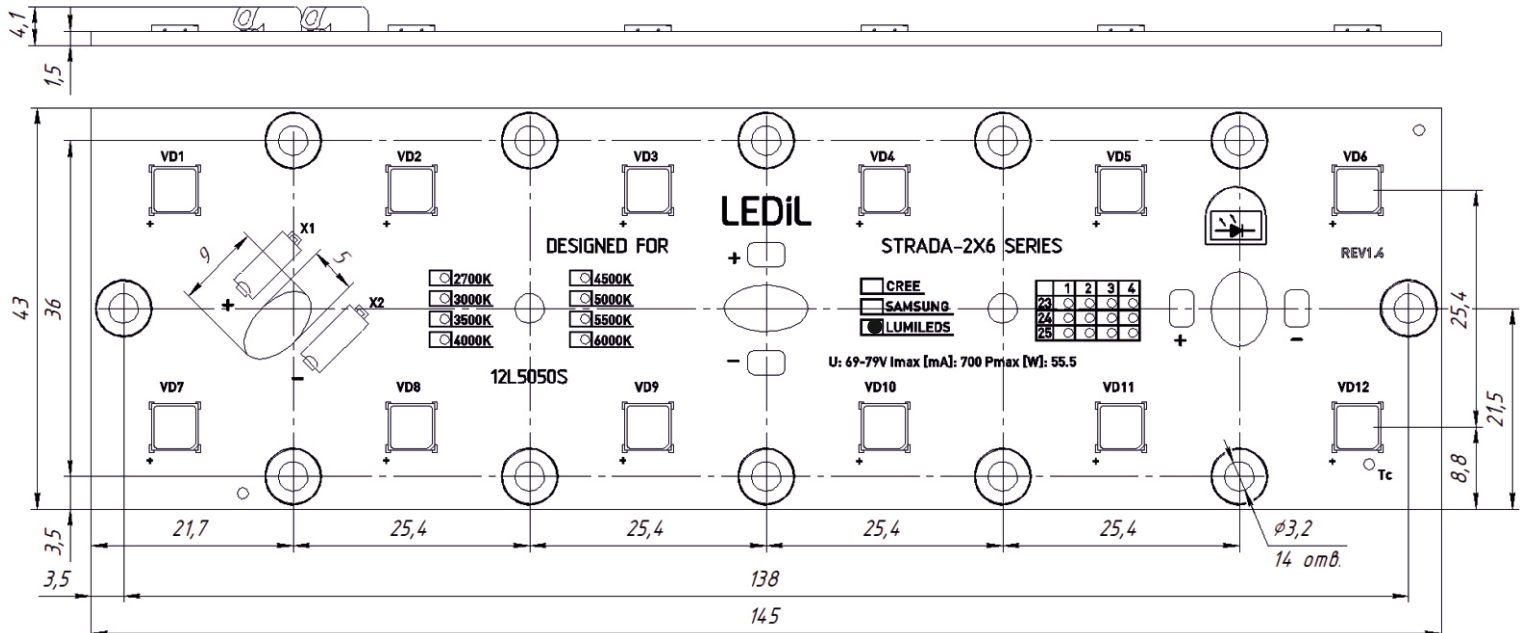 4,1
1,5
VD1 VD2 VD3 VD4 VD5 VD6
+ + + + + +
LEDiL
X1
DESIGNED FOR STRADA-2X6 SERIES
REV1.4
9 5
+
2700K 4500K
3000K 5000K
3500K 5500K
4000K 6000K
CREE
SAMSUNG
LUMILEDS
1 2 3 4
23
24
25
X2
+
-
+ -
+
-
43
36
25,4
21,5
8,8
U: 69-79V Imax [mA]: 700 Pmax [W]: 55.5
12L5050S
VD7 VD8 VD9 VD10 VD11 VD12
+ + + + + +
Tc
3,5
21,7 25,4 25,4 25,4 25,4
⌀3,2
14 отв.
3,5
138
145